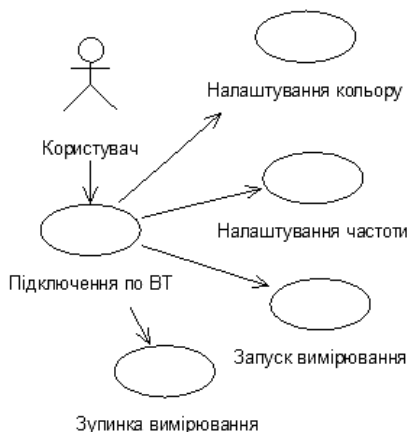 Налаштування кольору
Користувач
Налаштування частоти
Підключення по ВТ
Запуск вимірювання
Зупинка вимірювання